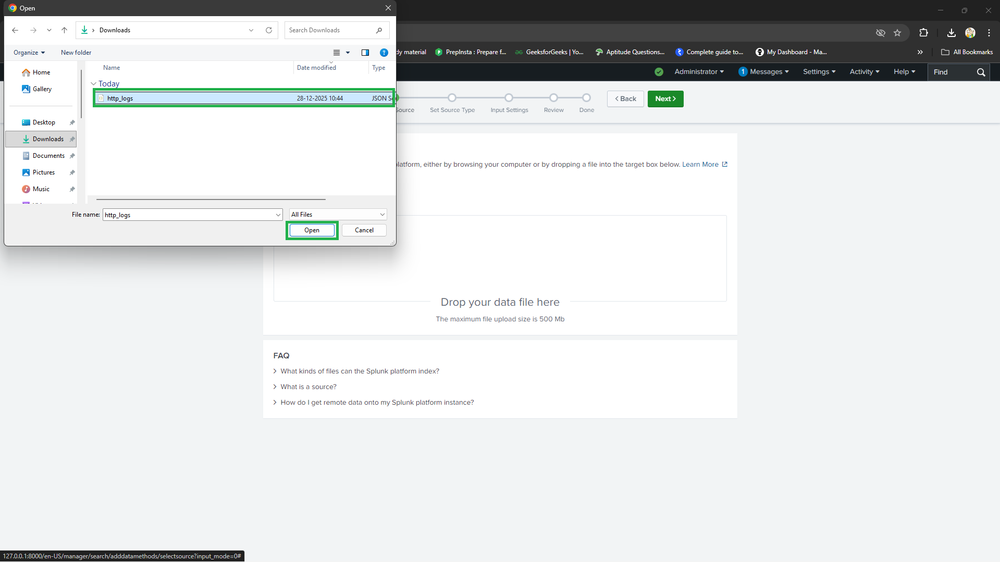 Open
Downloads
Search Downloads
Organize
New folder
Name
Date modified
Type
Home
Gallery
Today
http_logs 28-12-2025 10:44 JSON
Desktop
Downloads
Documents
Pictures
Music
File name: http_logs
All Files
Open
Cancel
dy material
PrepInsta : Prepare f...
GeeksforGeeks | Yo...
Aptitude Questions...
Complete guide to...
My Dashboard - Ma...
All Bookmarks
Administrator
1 Messages
Settings
Activity
Help
Find
Source
Set Source Type
Input Settings
Review
Done
Back
Next
platform, either by browsing your computer or by dropping a file into the target box below. Learn More
Drop your data file here
The maximum file upload size is 500 Mb
FAQ
What kinds of files can the Splunk platform index?
What is a source?
How do I get remote data onto my Splunk platform instance?
127.0.0.1:8000/en-US/manager/search/adddatamethods/selectsource?input_mode=0#